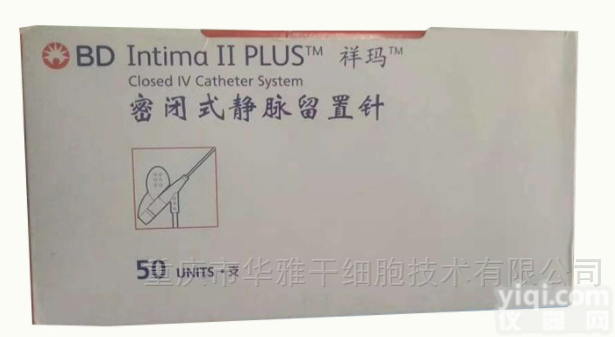 BD Intima II PLUS™ 祥玛™
Closed IV Catheter System
密闭式静脉留置针
50 UNITS·支
重庆市华雅干细胞技术有限公司
yiqi.com
仪器网